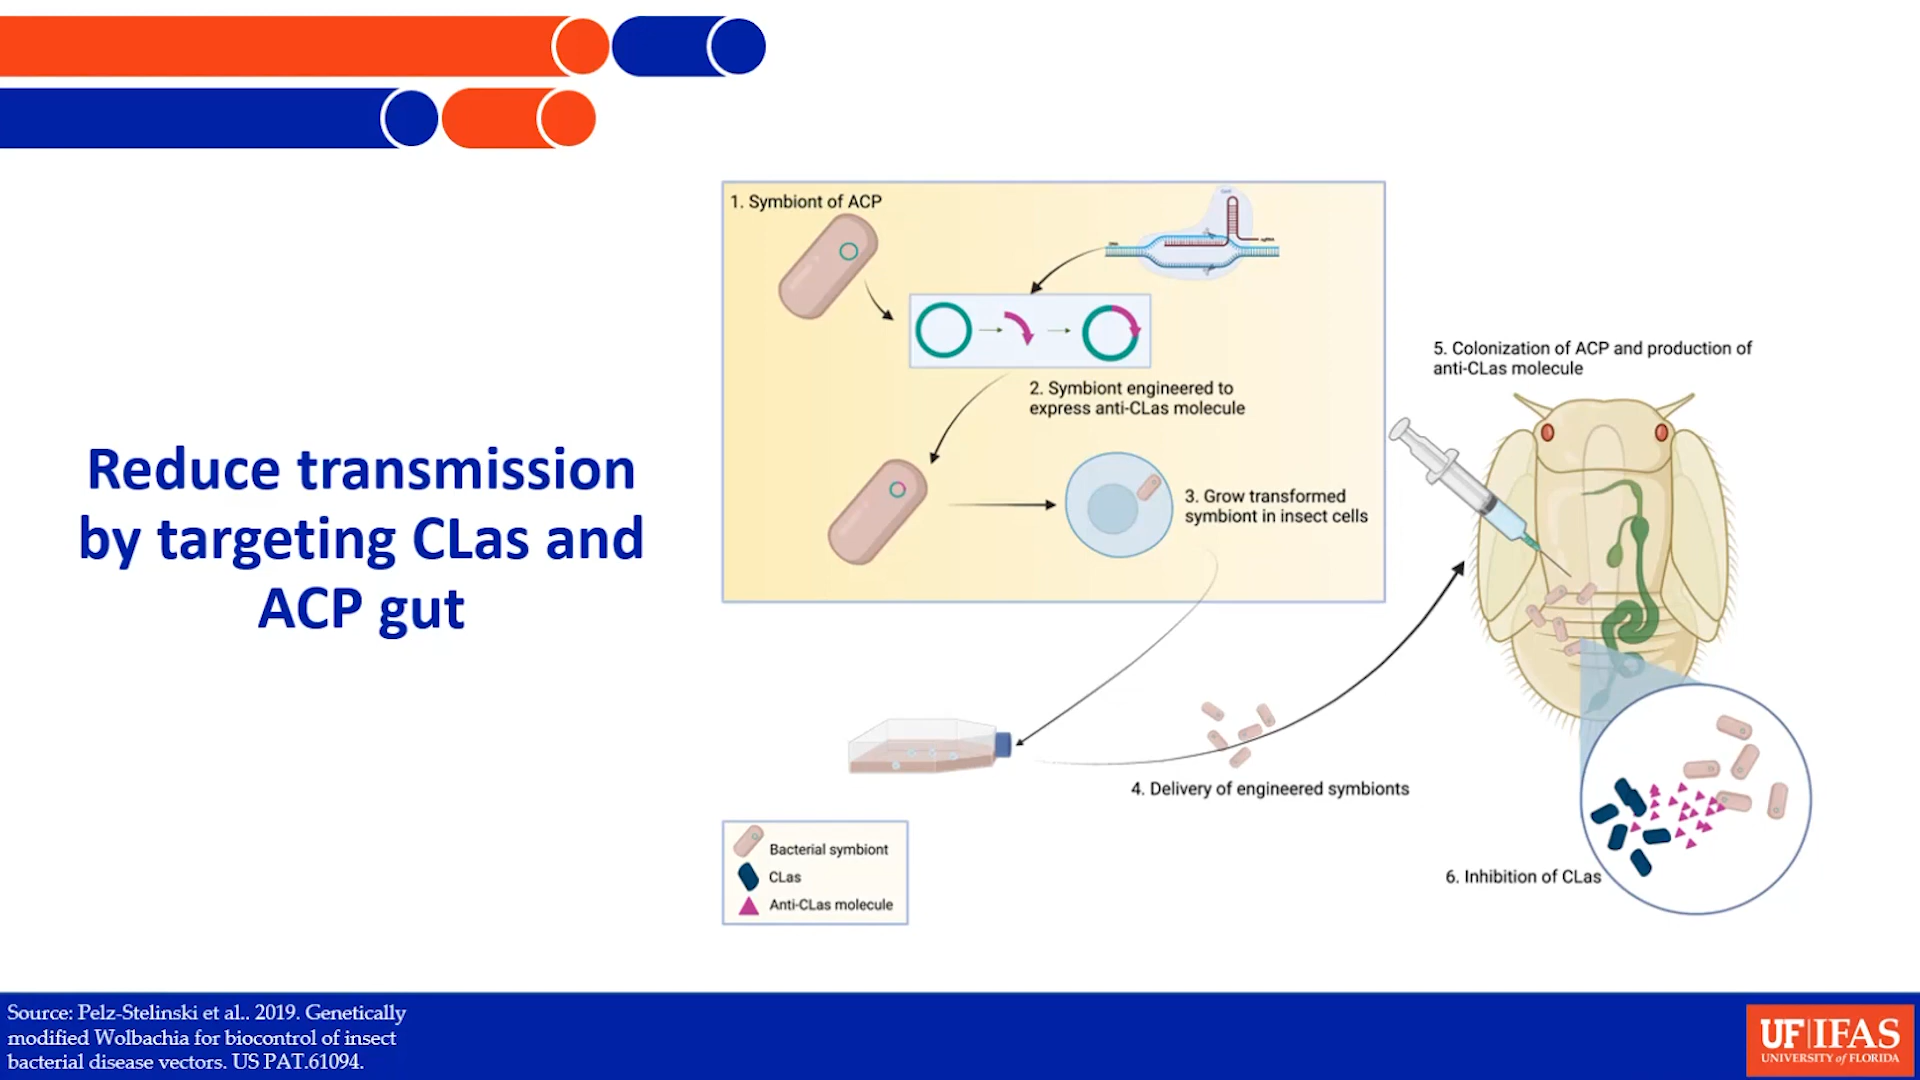 Reduce transmission
by targeting CLas and
ACP gut
1. Symbiont of ACP
DNA
sgRNA
2. Symbiont engineered to
express anti-CLas molecule
3. Grow transformed
symbiont in insect cells
4. Delivery of engineered symbionts
5. Colonization of ACP and production of
anti-CLas molecule
6. Inhibition of CLas
Bacterial symbiont
CLas
Anti-CLas molecule
Source: Pelz-Stelinski et al.. 2019. Genetically
modified Wolbachia for biocontrol of insect
bacterial disease vectors. US PAT.61094.
UF|IFAS
UNIVERSITY of FLORIDA